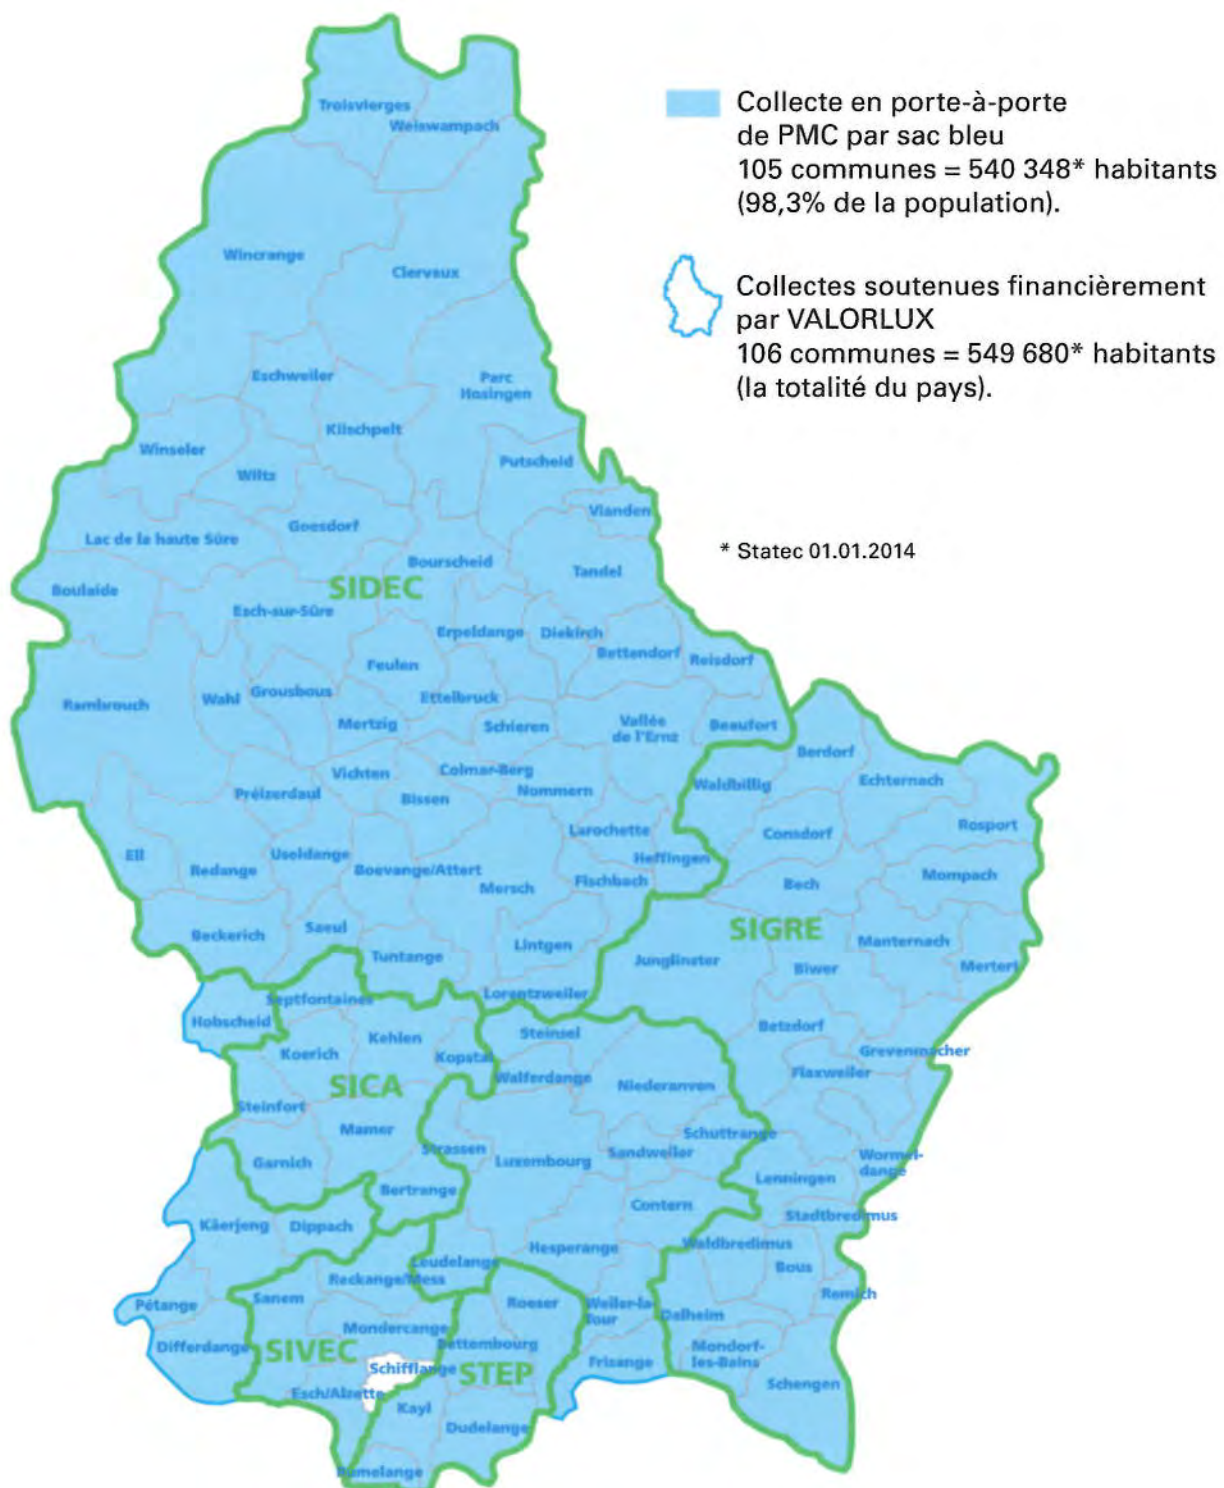 Collecte en porte-à-porte
de PMC par sac bleu
105 communes = 540 348* habitants
(98,3% de la population).
Collectes soutenues financièrement
par VALORLUX
106 communes = 549 680* habitants
(la totalité du pays).
* Statec 01.01.2014
Troisvierges
Weiswampach
Wincrange
Clervaux
Eschweiler
Parc
Hosingen
Kiischpelt
Winseler
Putscheid
Wiltz
Vianden
Goesdorf
Lac de la haute Sûre
Bourscheid
Tandel
SIDEC
Boulaide
Esch-sur-Sûre
Erpeldange
Diekirch
Bettendorf
Reisdorf
Feulen
Rambrouch
Wahl
Grousbous
Ettelbruck
Mertzig
Schieren
Vallée
de l'Ernz
Beaufort
Berdorf
Vichten
Colmar-Berg
Waldbillig
Echternach
Préizerdaul
Bissen
Nommern
Larochette
Consdorf
Rosport
Ell
Redange
Useldange
Boevange/Attert
Heffingen
Mersch
Fischbach
Bech
Mompach
Beckerich
Saeul
SIGRE
Lintgen
Manternach
Tuntange
Junglinster
Biwer
Mertert
Septfontaines
Lorentzweiler
Hobscheid
Kehlen
Steinsel
Betzdorf
Koerich
Kopstal
Grevenmacher
SICA
Walferdange
Niederanven
Flaxweiler
Steinfort
Mamer
Schuttrange
Strassen
Sandweiler
Garnich
Luxembourg
Wormel-
dange
Bertrange
Lenningen
Contern
Stadtbredimus
Käerjeng
Dippach
Hesperange
Waldbredimus
Leudelange
Bous
Reckange/Mess
Remich
Pétange
Sanem
Roeser
Weiler-la-
Tour
Dalheim
Mondercange
Bettembourg
Differdange
SIVEC
Mondorf-
les-Bains
Schifflange
STEP
Frisange
Schengen
Esch/Alzette
Kayl
Dudelange
Rumelange